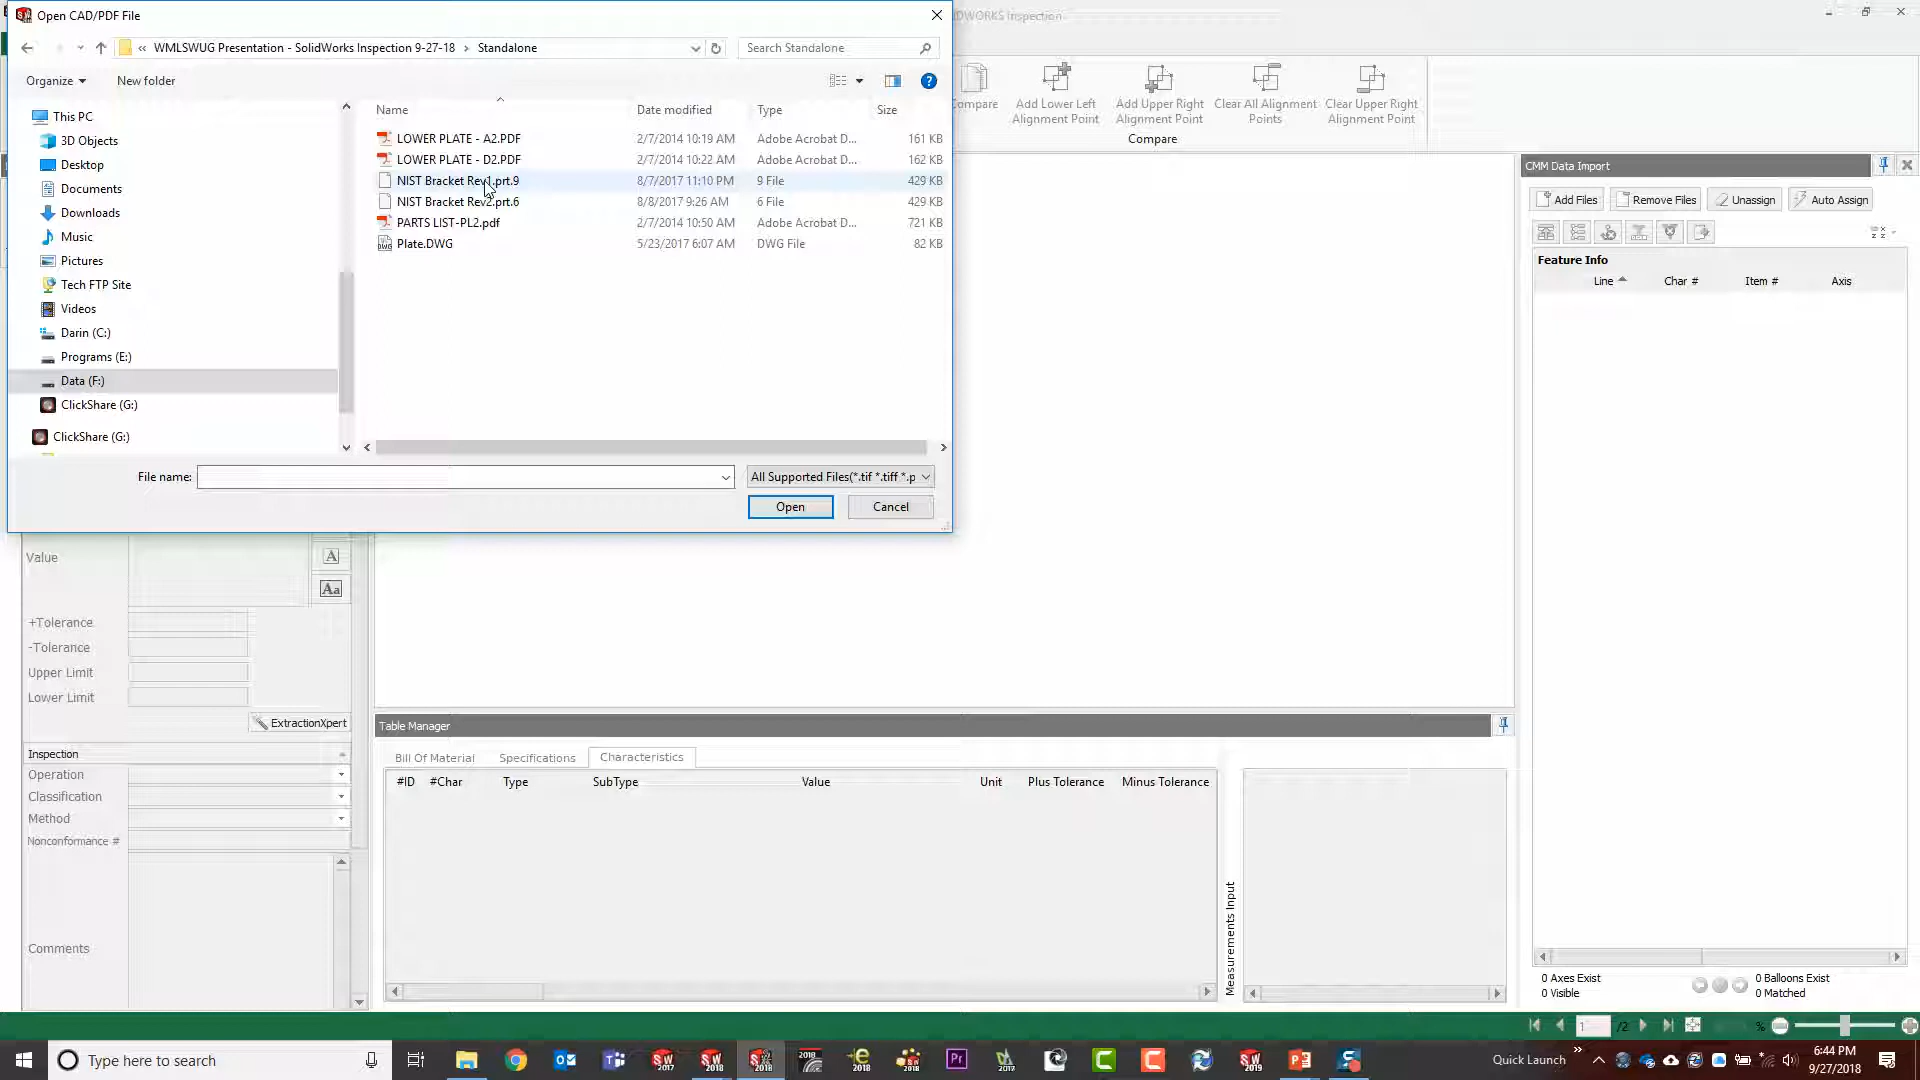 Open CAD/PDF File
IDWORKS Inspection
« WMLSWUG Presentation - SolidWorks Inspection 9-27-18 › Standalone
Search Standalone
Organize
New folder
Compare
Add Lower Left Alignment Point
Add Upper Right Alignment Point
Clear All Alignment Points
Clear Upper Right Alignment Point
Compare
This PC
3D Objects
Desktop
Documents
Downloads
Music
Pictures
Tech FTP Site
Videos
Darin (C:)
Programs (E:)
Data (F:)
ClickShare (G:)
ClickShare (G:)
Name Date modified Type Size
LOWER PLATE - A2.PDF 2/7/2014 10:19 AM Adobe Acrobat D... 161 KB
LOWER PLATE - D2.PDF 2/7/2014 10:22 AM Adobe Acrobat D... 162 KB
NIST Bracket Rev1.prt.9 8/7/2017 11:10 PM 9 File 429 KB
NIST Bracket Rev2.prt.6 8/8/2017 9:26 AM 6 File 429 KB
PARTS LIST-PL2.pdf 2/7/2014 10:50 AM Adobe Acrobat D... 721 KB
Plate.DWG 5/23/2017 6:07 AM DWG File 82 KB
File name:
All Supported Files(*.tif *.tiff *.p
Open
Cancel
CMM Data Import
Add Files
Remove Files
Unassign
Auto Assign
Feature Info
Line Char # Item # Axis
Value
A
Aa
+Tolerance
-Tolerance
Upper Limit
Lower Limit
ExtractionXpert
Inspection
Operation
Classification
Method
Nonconformance #
Comments
Table Manager
Bill Of Material Specifications Characteristics
#ID #Char Type SubType Value Unit Plus Tolerance Minus Tolerance
Measurements Input
0 Axes Exist
0 Visible
0 Balloons Exist
0 Matched
1 /2
%
Type here to search
Quick Launch
6:44 PM
9/27/2018